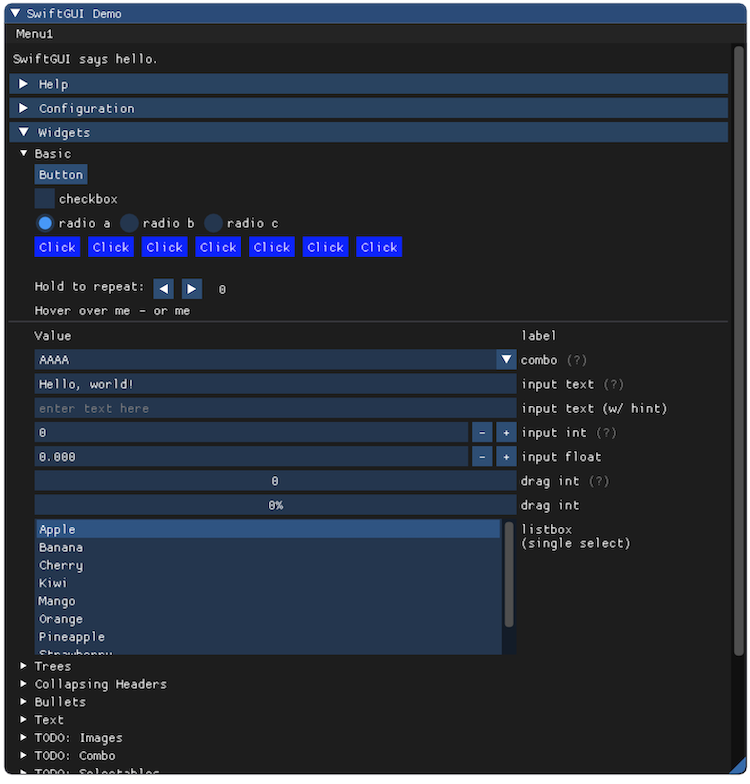 SwiftGUI Demo
Menu1
SwiftGUI says hello.
Help
Configuration
Widgets
Basic
Button
checkbox
radio a radio b radio c
Click Click Click Click Click Click Click
Hold to repeat: 0
Hover over me - or me
Value label
AAAA combo (?)
Hello, world! input text (?)
enter text here input text (w/ hint)
0 - + input int (?)
0.000 - + input float
0 drag int (?)
0% drag int
Apple listbox
Banana (single select)
Cherry
Kiwi
Mango
Orange
Pineapple
Strawberry
Trees
Collapsing Headers
Bullets
Text
TODO: Images
TODO: Combo
TODO: Selectables